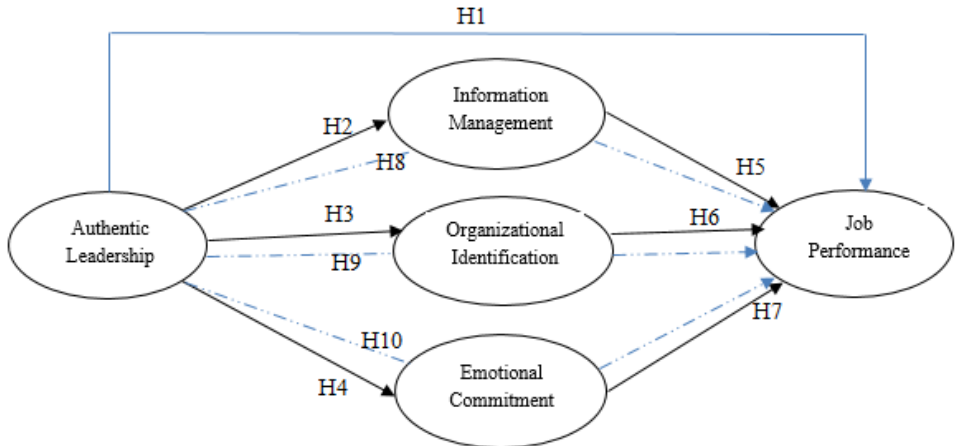 H1
Information
Management
H2
H8
H5
Authentic
Leadership
H3
H9
Organizational
Identification
H6
Job
Performance
H10
H4
Emotional
Commitment
H7